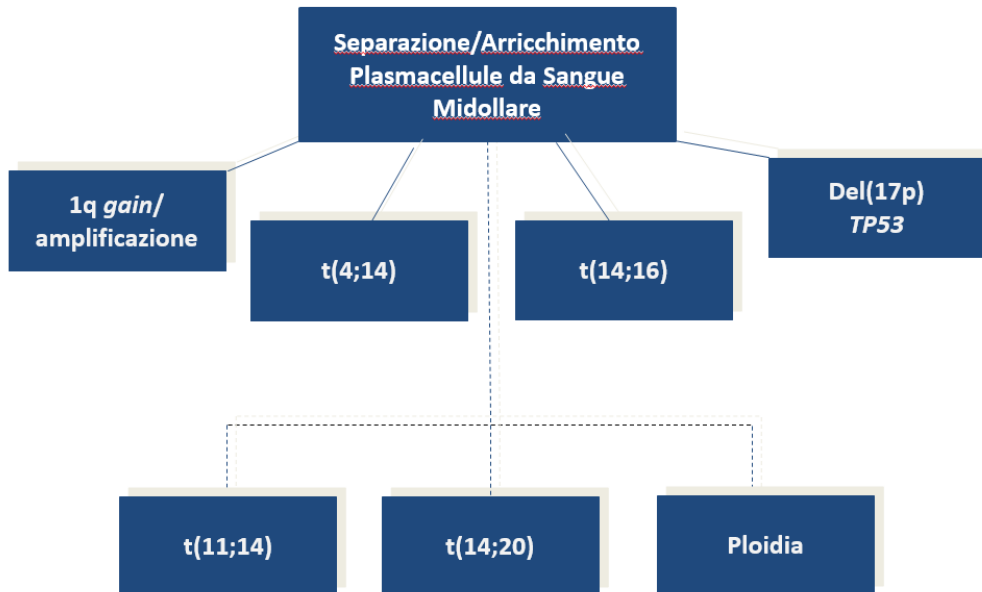 Separazione/Arricchimento
Plasmacellule da Sangue
Midollare
1q gain/
amplificazione
t(4;14)
t(14;16)
Del(17p)
TP53
t(11;14)
t(14;20)
Ploidia